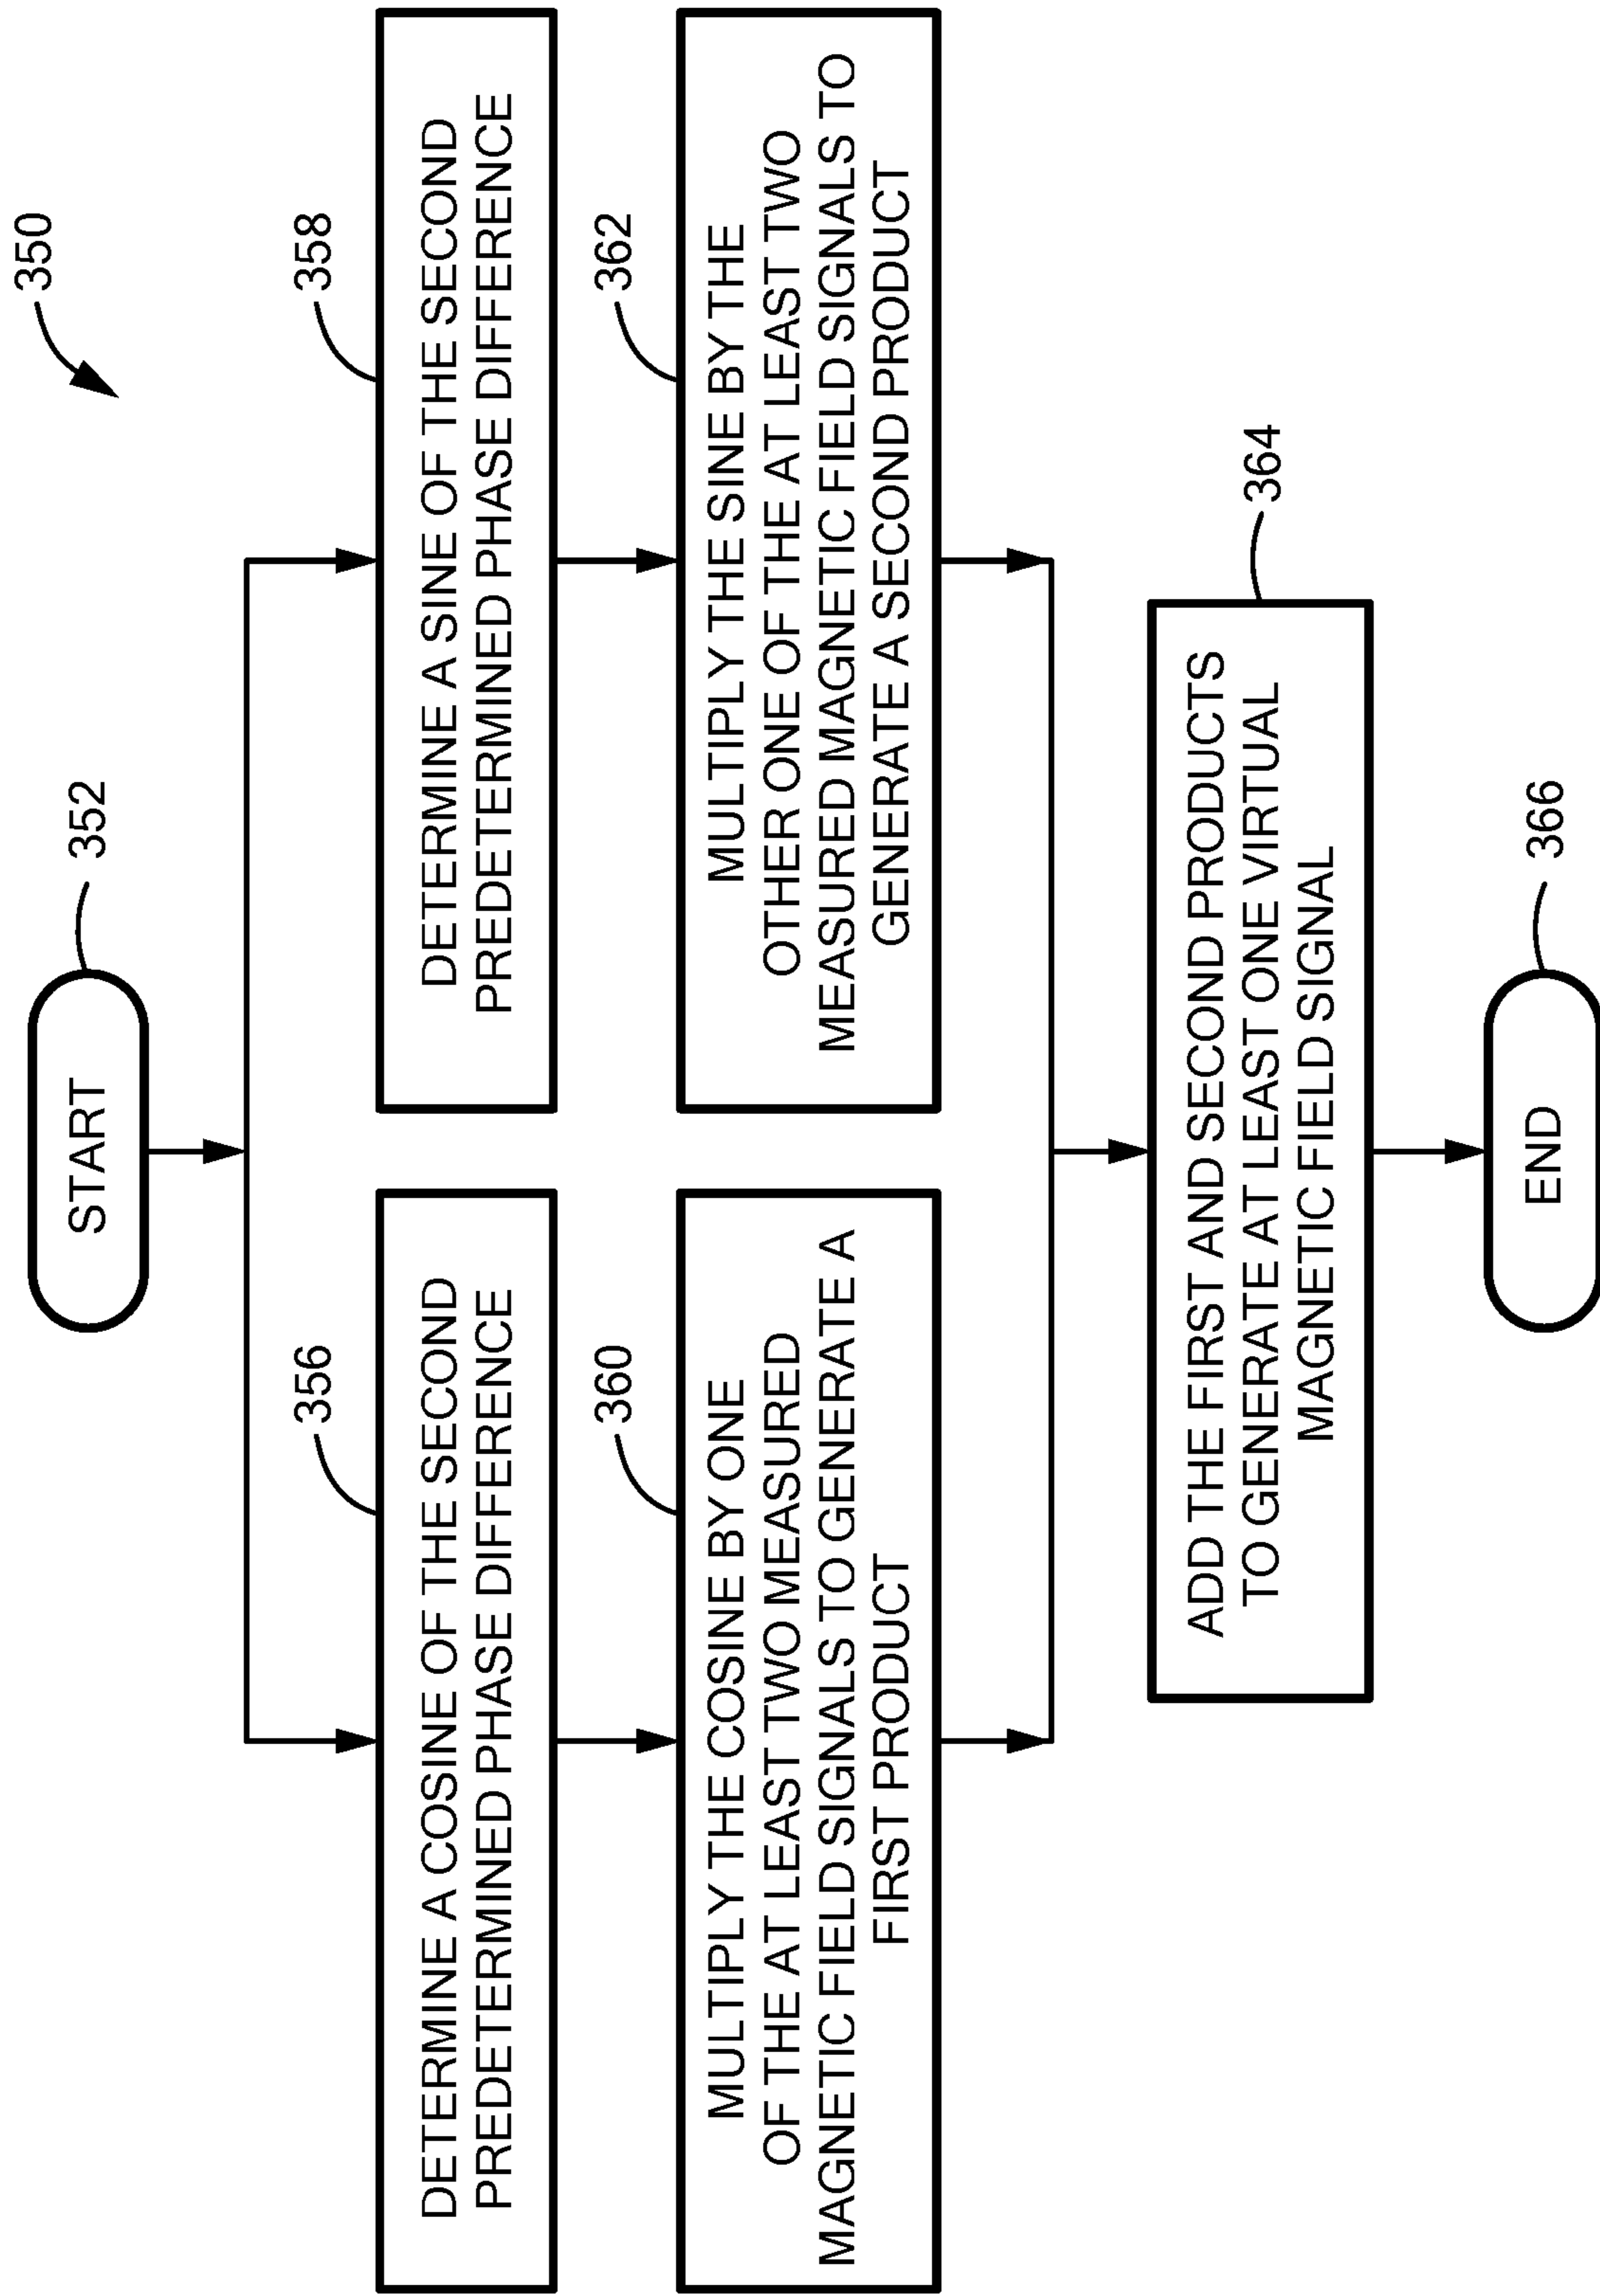 350
START
352
356
DETERMINE A COSINE OF THE SECOND
PREDETERMINED PHASE DIFFERENCE
358
DETERMINE A SINE OF THE SECOND
PREDETERMINED PHASE DIFFERENCE
360
MULTIPLY THE COSINE BY ONE
OF THE AT LEAST TWO MEASURED
MAGNETIC FIELD SIGNALS TO GENERATE A
FIRST PRODUCT
362
MULTIPLY THE SINE BY THE
OTHER ONE OF THE AT LEAST TWO
MEASURED MAGNETIC FIELD SIGNALS TO
GENERATE A SECOND PRODUCT
364
ADD THE FIRST AND SECOND PRODUCTS
TO GENERATE AT LEAST ONE VIRTUAL
MAGNETIC FIELD SIGNAL
END
366